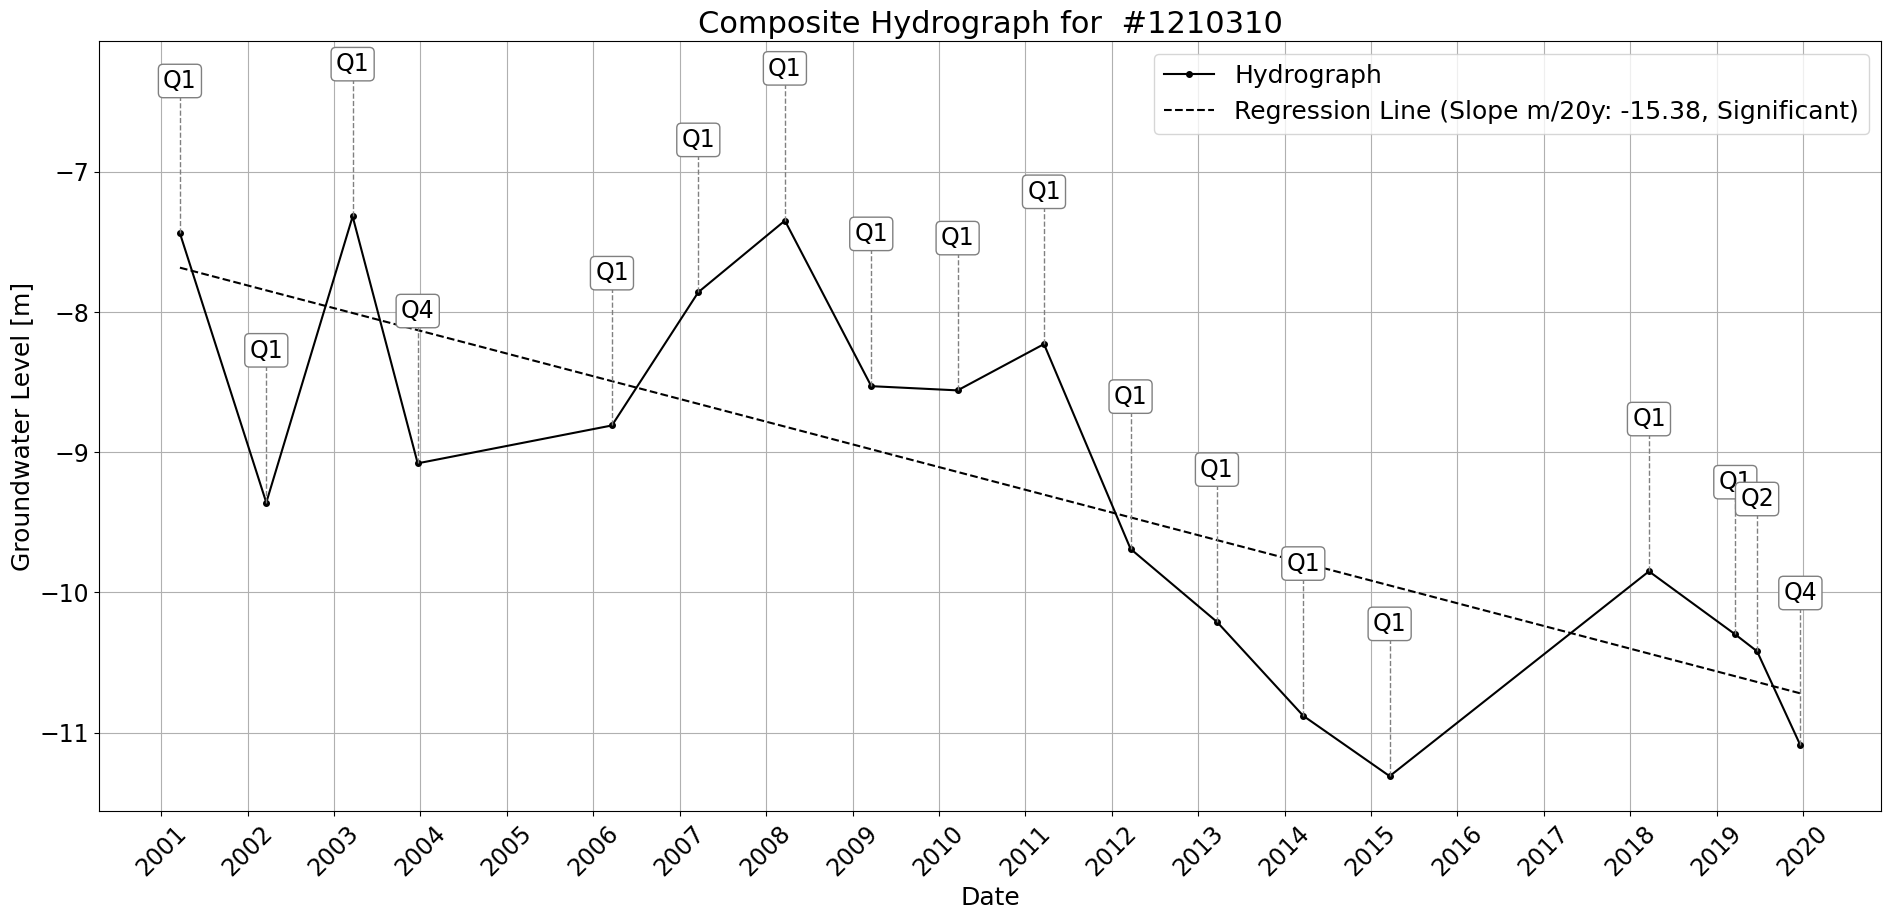 Composite Hydrograph for #1210310
Hydrograph
Regression Line (Slope m/20y: -15.38, Significant)
Q1
Q1
Q1
Q4
Q1
Q1
Q1
Q1
Q1
Q1
Q1
Q1
Q1
Q1
Q1
Q1
Q2
Q4
Groundwater Level [m]
−7
−8
−9
−10
−11
2001
2002
2003
2004
2005
2006
2007
2008
2009
2010
2011
2012
2013
2014
2015
2016
2017
2018
2019
2020
Date